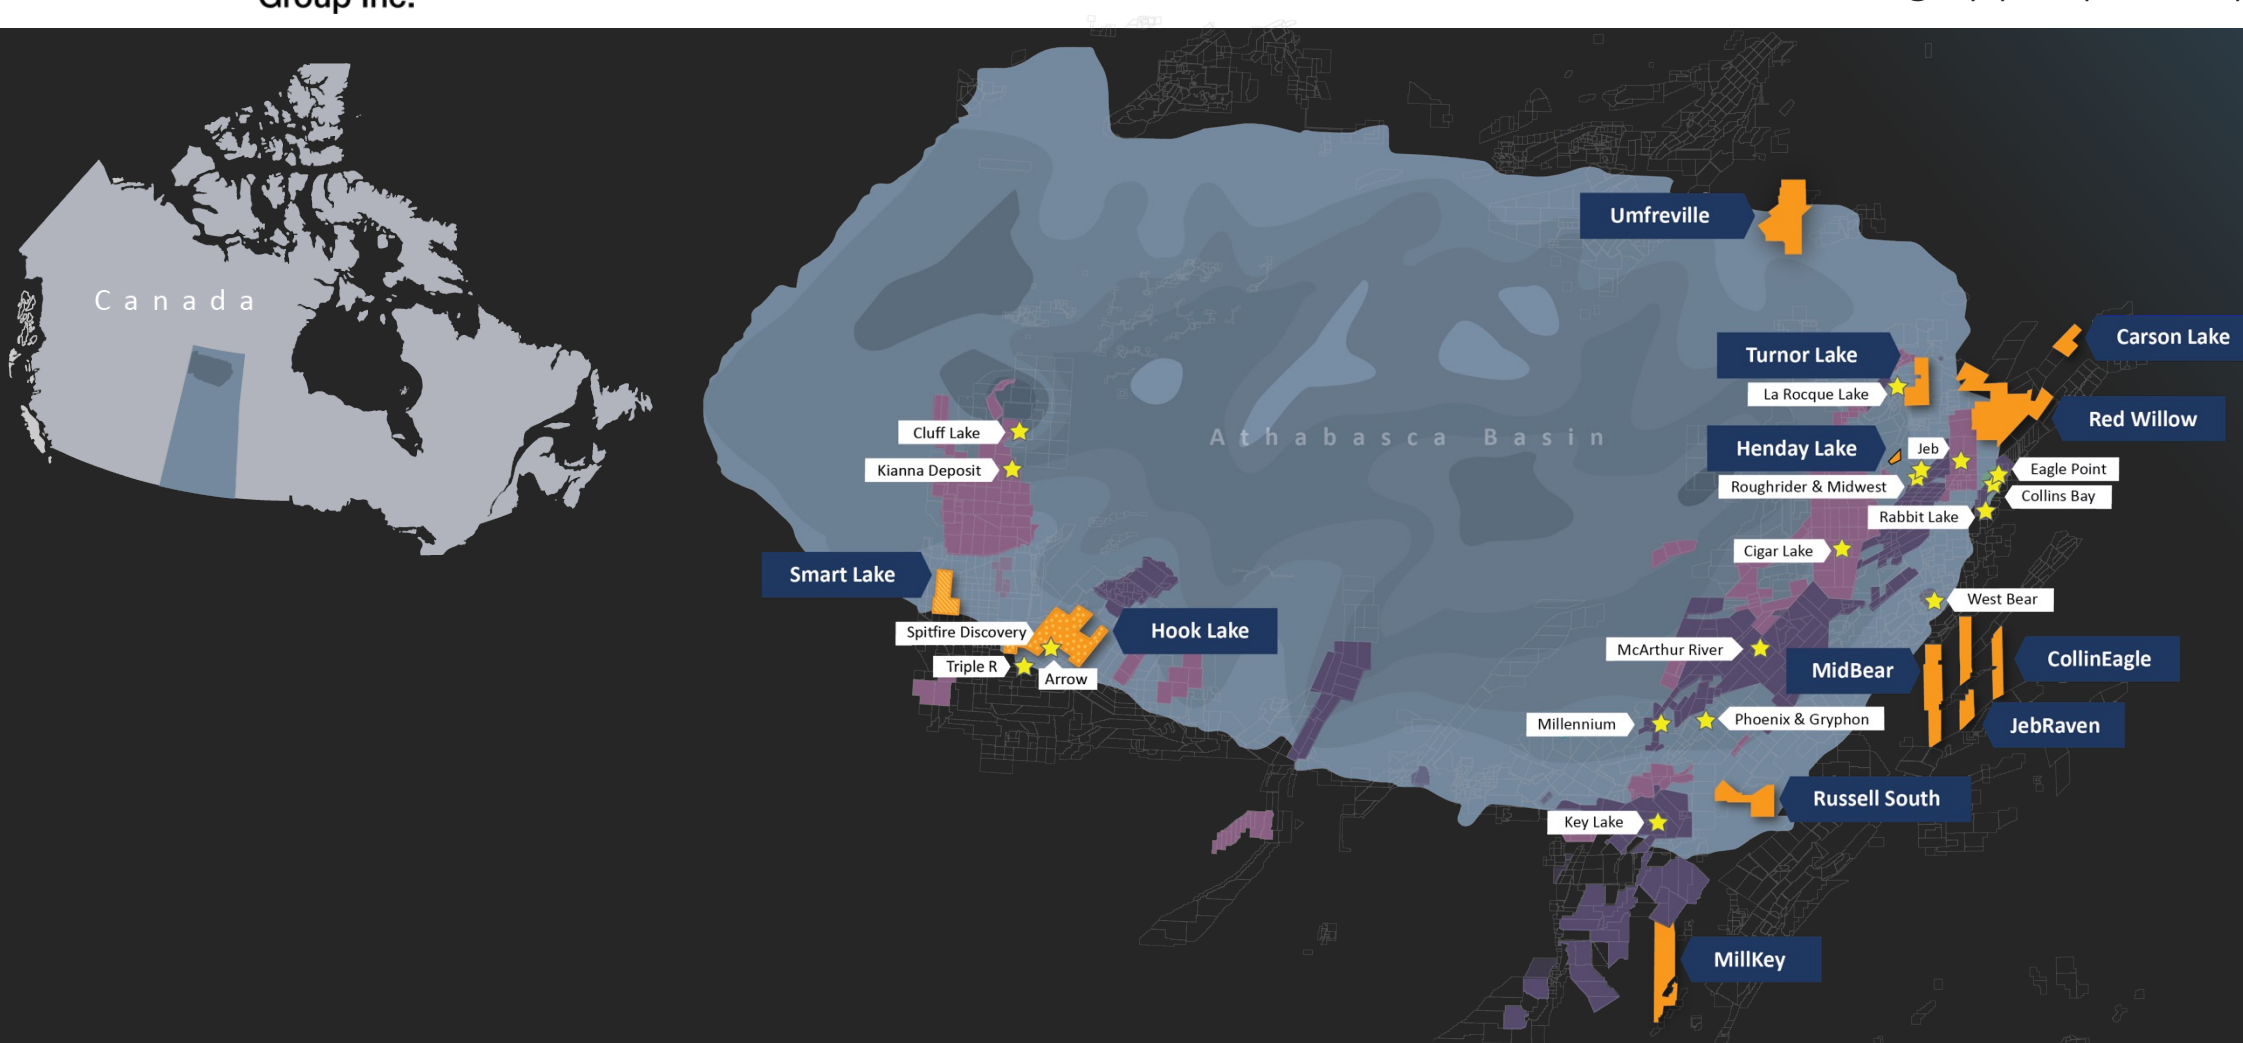 Group Inc.
Canada
Athabasca Basin
Umfreville
Carson Lake
Turnor Lake
La Rocque Lake
Red Willow
Cluff Lake
Henday Lake
Jeb
Kianna Deposit
Eagle Point
Roughrider & Midwest
Collins Bay
Rabbit Lake
Cigar Lake
Smart Lake
West Bear
Spitfire Discovery
Hook Lake
McArthur River
CollinEagle
Triple R
MidBear
Arrow
Millennium
Phoenix & Gryphon
JebRaven
Russell South
Key Lake
MillKey